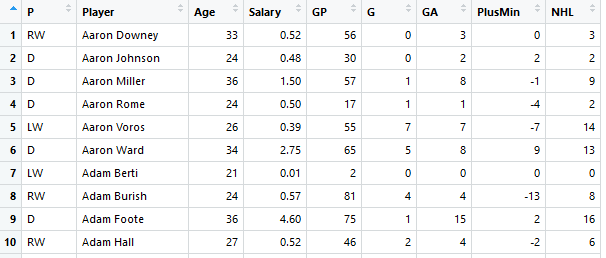 P Player Age Salary GP G GA PlusMin NHL
1 RW Aaron Downey 33 0.52 56 0 3 0 3
2 D Aaron Johnson 24 0.48 30 0 2 2 2
3 D Aaron Miller 36 1.50 57 1 8 -1 9
4 D Aaron Rome 24 0.50 17 1 1 -4 2
5 LW Aaron Voros 26 0.39 55 7 7 -7 14
6 D Aaron Ward 34 2.75 65 5 8 9 13
7 LW Adam Berti 21 0.01 2 0 0 0 0
8 RW Adam Burish 24 0.57 81 4 4 -13 8
9 D Adam Foote 36 4.60 75 1 15 2 16
10 RW Adam Hall 27 0.52 46 2 4 -2 6